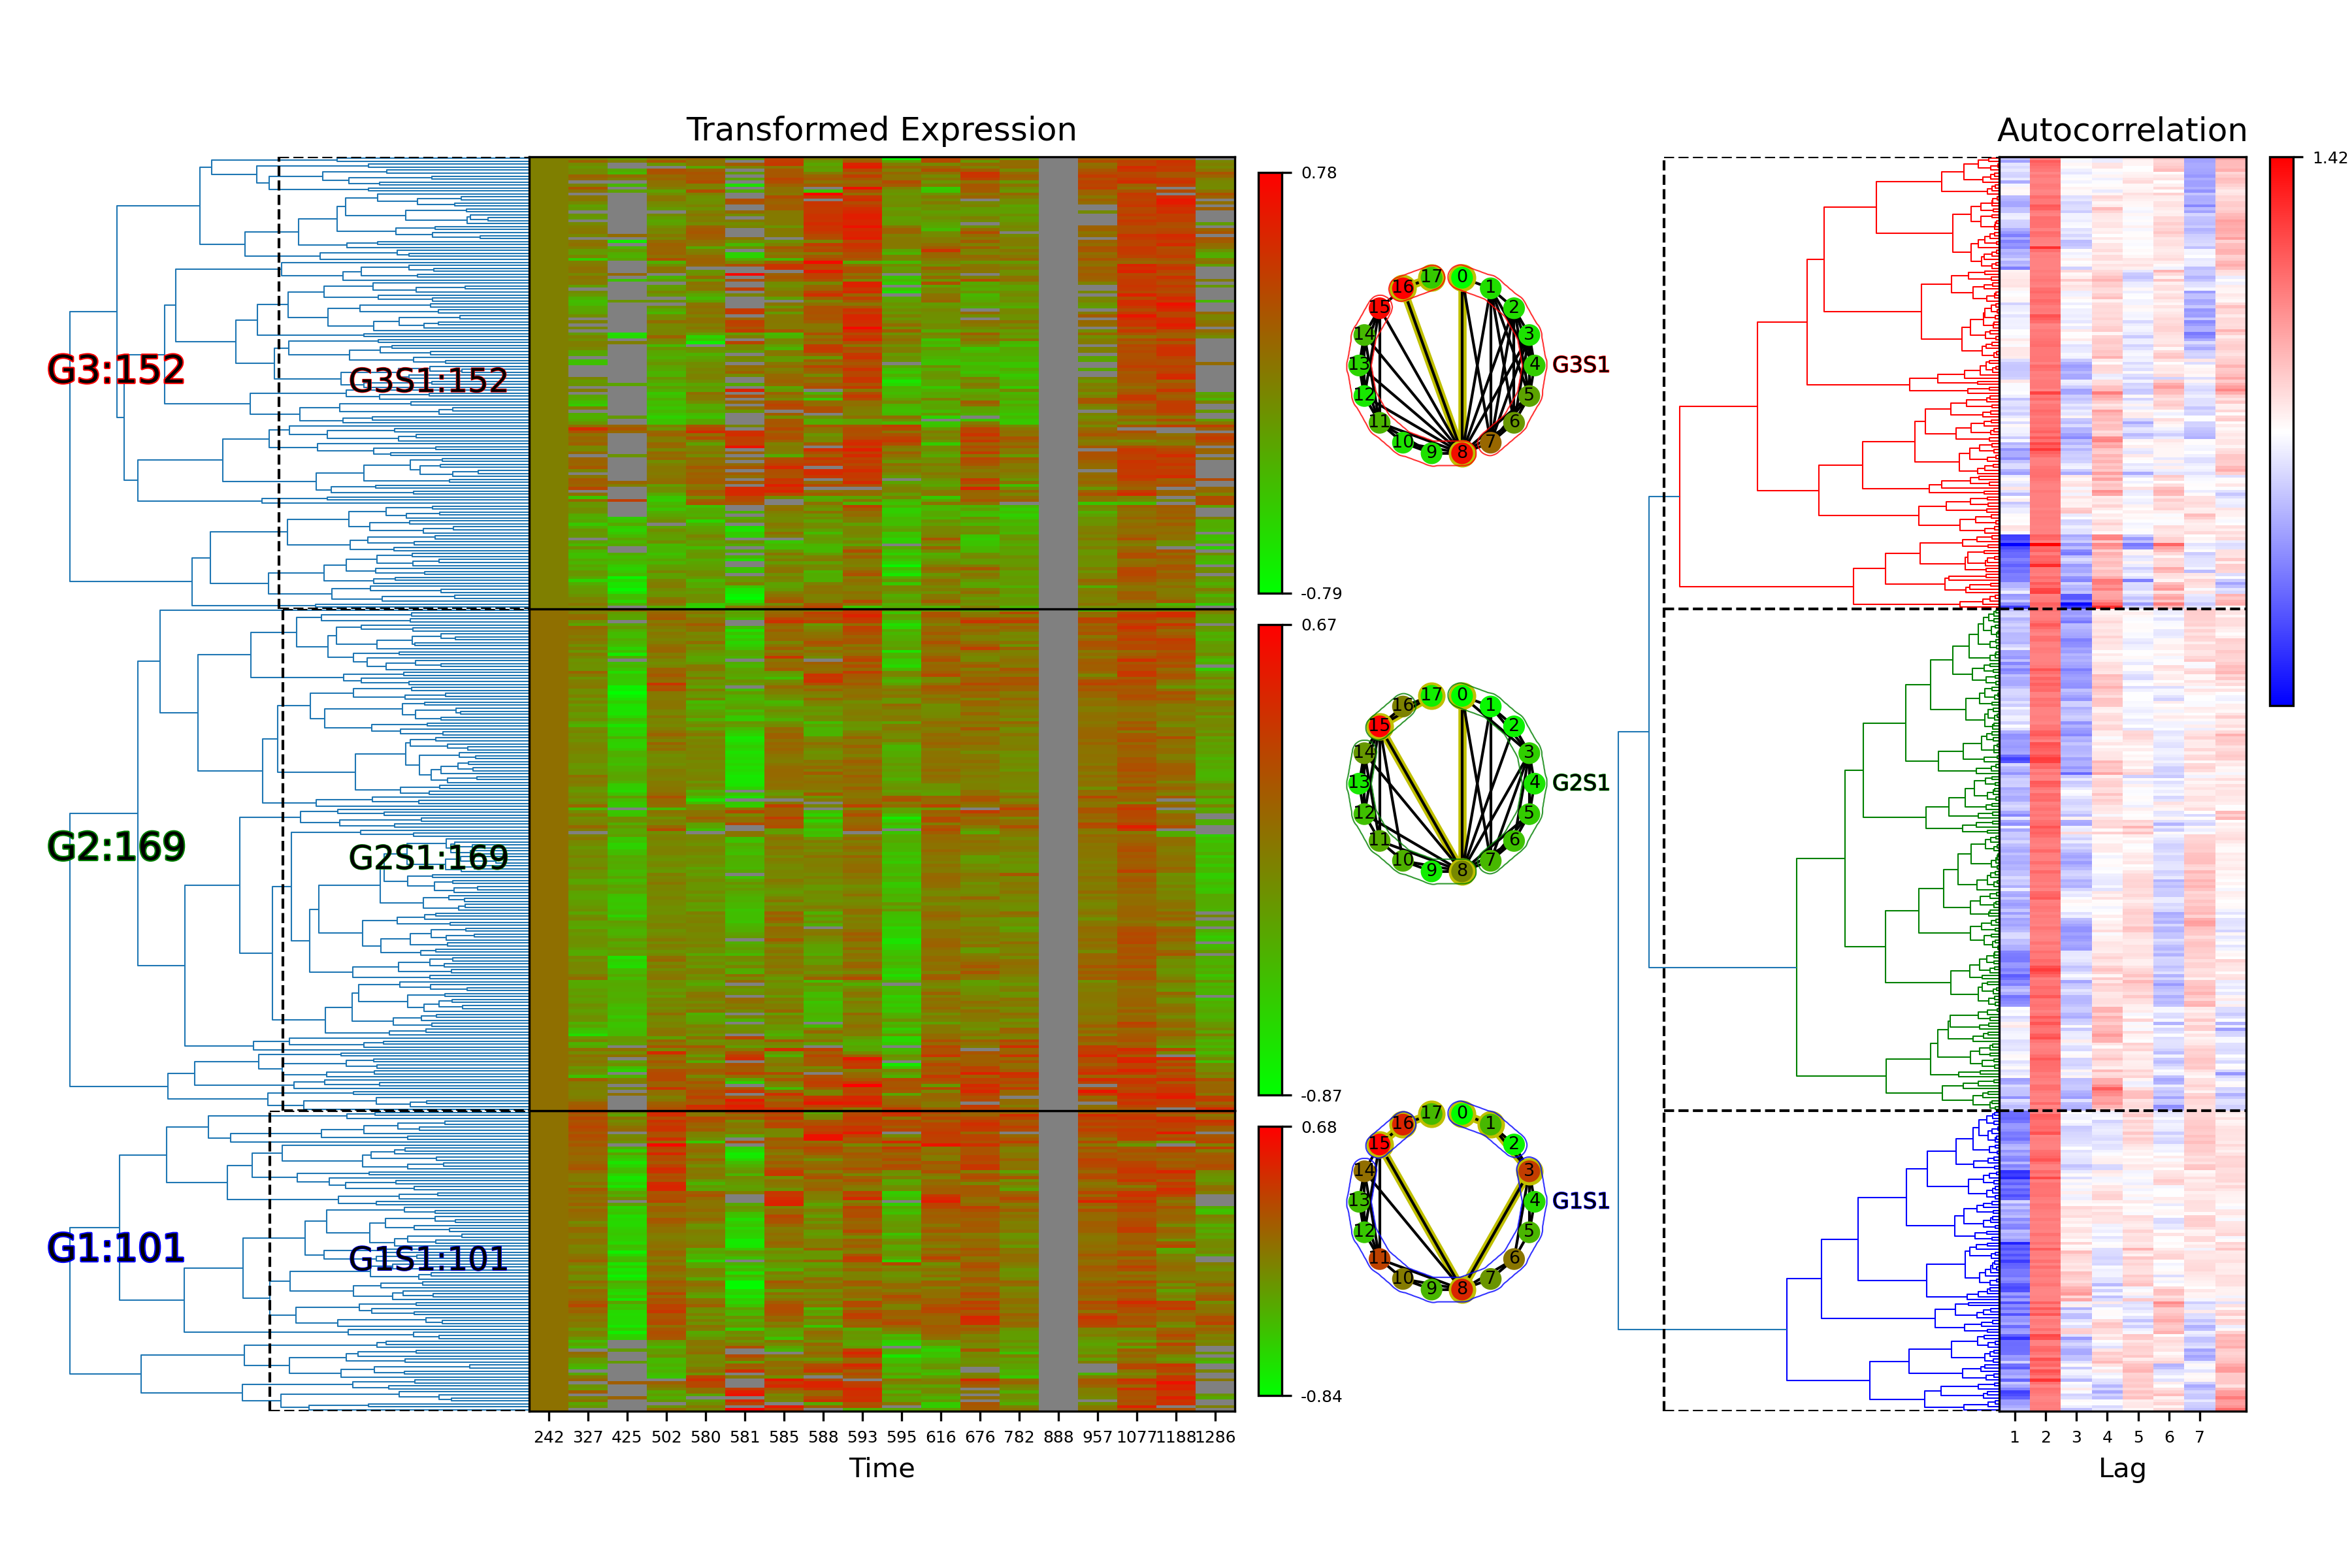 Transformed Expression
Autocorrelation
0.78
-0.79
0.67
-0.87
0.68
-0.84
1.42
G3:152
G3S1:152
G2:169
G2S1:169
G1:101
G1S1:101
0 1 2 3 4 5 6 7 8 9 10 11 12 13 14 15 16 17
G3S1
0 1 2 3 4 5 6 7 8 9 10 11 12 13 14 15 16 17
G2S1
0 1 2 3 4 5 6 7 8 9 10 11 12 13 14 15 16 17
G1S1
242 327 425 502 580 581 585 588 593 595 616 676 782 888 957 1077 1188 1286
Time
1 2 3 4 5 6 7
Lag